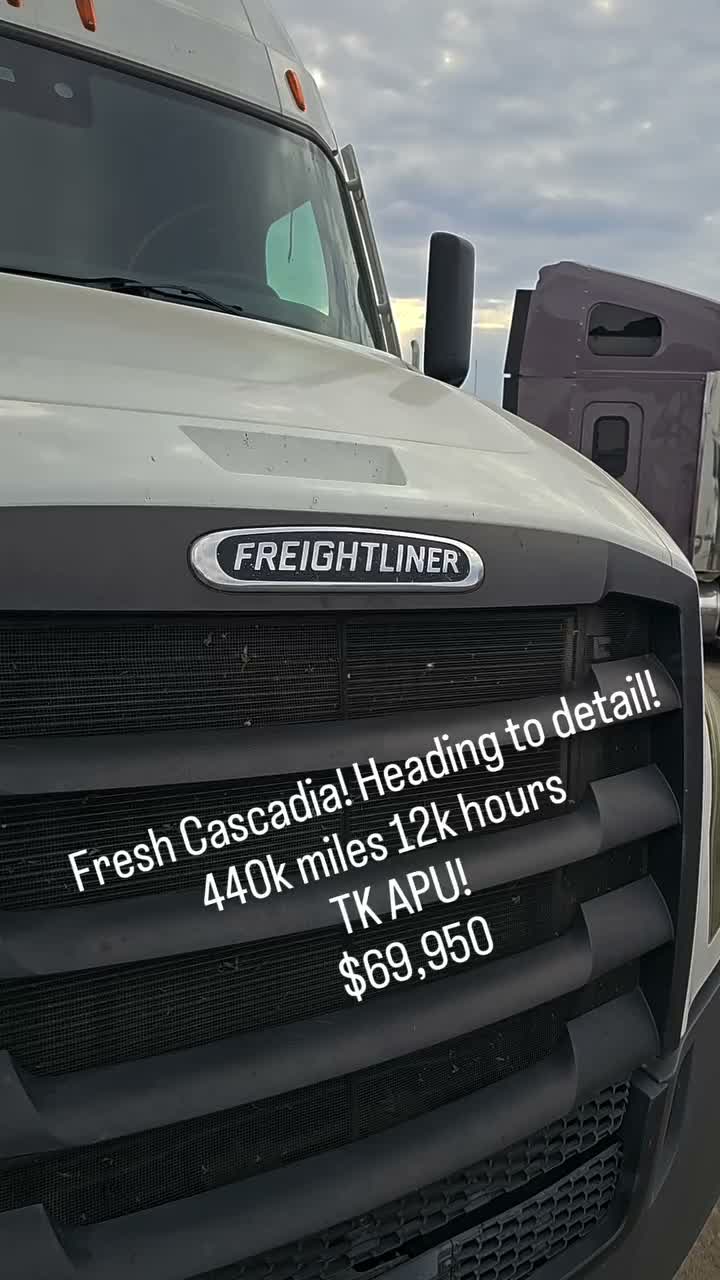 FREIGHTLINER
Fresh Cascadia! Heading to detail!
440k miles 12k hours
TK APU!
$69,950